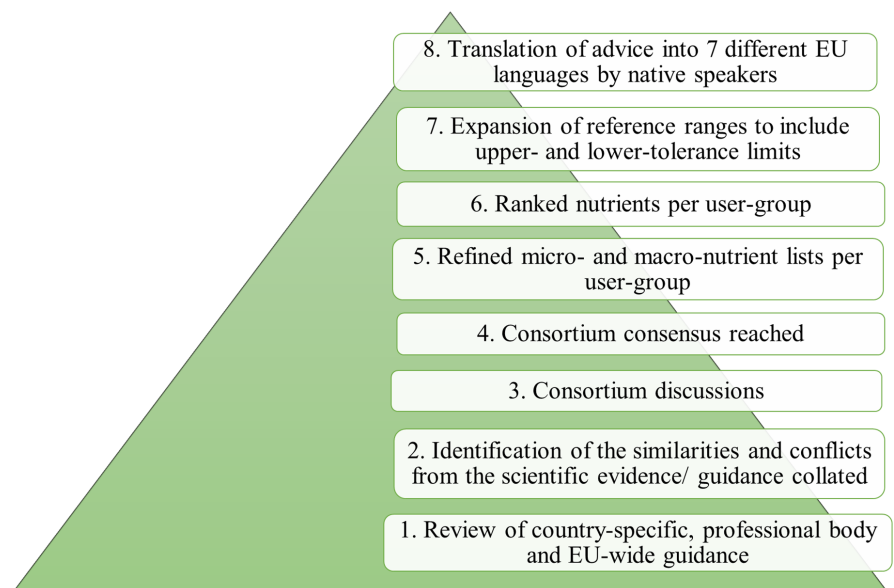 8. Translation of advice into 7 different EU
languages by native speakers
7. Expansion of reference ranges to include
upper- and lower-tolerance limits
6. Ranked nutrients per user-group
5. Refined micro- and macro-nutrient lists per
user-group
4. Consortium consensus reached
3. Consortium discussions
2. Identification of the similarities and conflicts
from the scientific evidence/ guidance collated
1. Review of country-specific, professional body
and EU-wide guidance